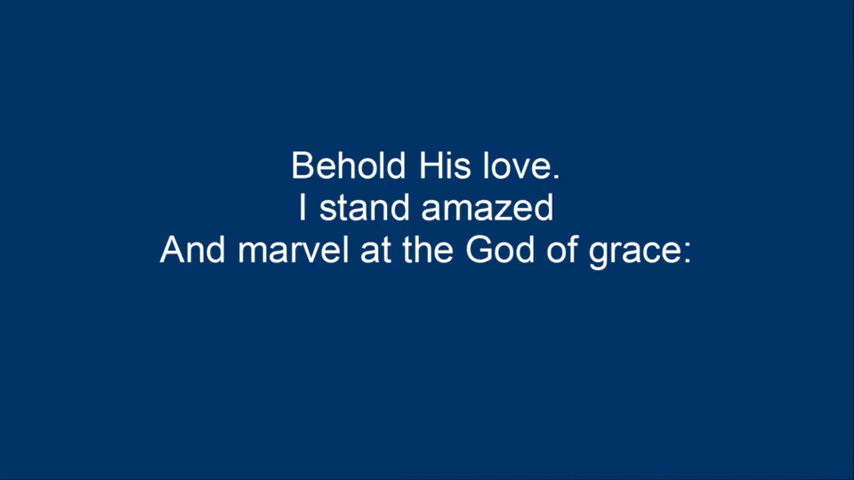 Behold His love.
I stand amazed
And marvel at the God of grace: